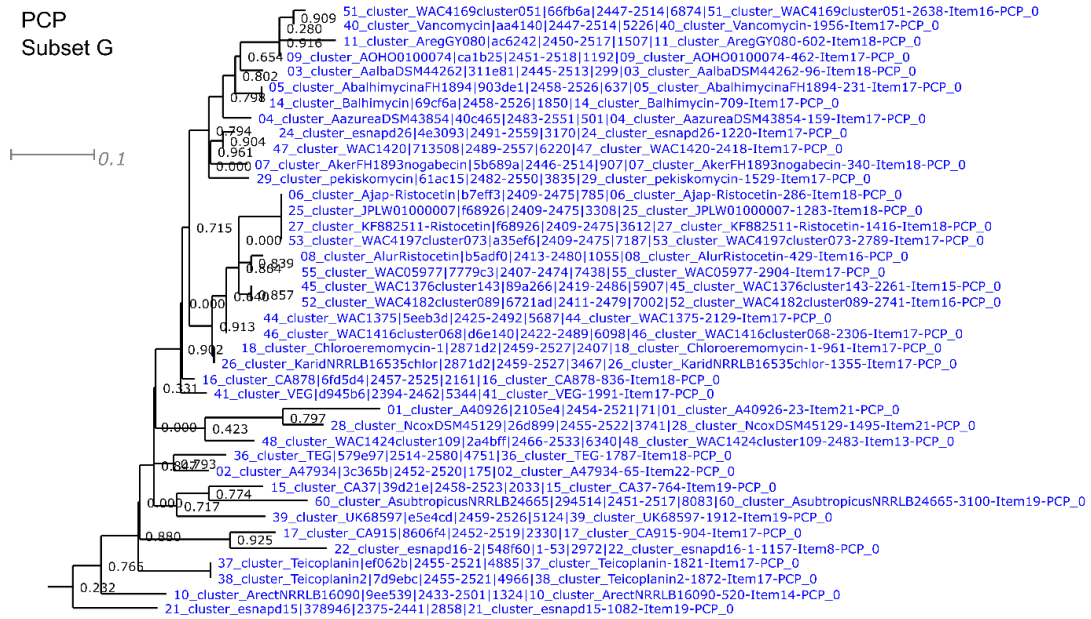 PCP
Subset G
0.1
51_cluster_WAC4169cluster051|66fb6a|2447-2514|6874|51_cluster_WAC4169cluster051-2638-Item16-PCP_0
0.909
40_cluster_Vancomycin|aa4140|2447-2514|5226|40_cluster_Vancomycin-1956-Item17-PCP_0
0.280
11_cluster_AregGY080|ac6242|2450-2517|1507|11_cluster_AregGY080-602-Item18-PCP_0
0.916
09_cluster_AOHO0100074|ca1b25|2451-2518|1192|09_cluster_AOHO0100074-462-Item17-PCP_0
0.654
03_cluster_AalbaDSM44262|311e81|2445-2513|299|03_cluster_AalbaDSM44262-96-Item18-PCP_0
0.802
05_cluster_AbalhimycinaFH1894|903de1|2458-2526|637|05_cluster_AbalhimycinaFH1894-231-Item17-PCP_0
0.798
14_cluster_Balhimycin|69cf6a|2458-2526|1850|14_cluster_Balhimycin-709-Item17-PCP_0
04_cluster_AazureaDSM43854|40c465|2483-2551|501|04_cluster_AazureaDSM43854-159-Item17-PCP_0
0.794
24_cluster_esnapd26|4e3093|2491-2559|3170|24_cluster_esnapd26-1220-Item17-PCP_0
0.904
47_cluster_WAC1420|713508|2489-2557|6220|47_cluster_WAC1420-2418-Item17-PCP_0
0.961
07_cluster_AkerFH1893nogabecin|5b689a|2446-2514|907|07_cluster_AkerFH1893nogabecin-340-Item18-PCP_0
0.000
29_cluster_pekiskomycin|61ac15|2482-2550|3835|29_cluster_pekiskomycin-1529-Item17-PCP_0
06_cluster_Ajap-Ristocetin|b7eff3|2409-2475|785|06_cluster_Ajap-Ristocetin-286-Item18-PCP_0
25_cluster_JPLW01000007|f68926|2409-2475|3308|25_cluster_JPLW01000007-1283-Item18-PCP_0
0.715
27_cluster_KF882511-Ristocetin|f68926|2409-2475|3612|27_cluster_KF882511-Ristocetin-1416-Item18-PCP_0
0.000
53_cluster_WAC4197cluster073|a35ef6|2409-2475|7187|53_cluster_WAC4197cluster073-2789-Item17-PCP_0
08_cluster_AlurRistocetin|b5adf0|2413-2480|1055|08_cluster_AlurRistocetin-429-Item16-PCP_0
0.839
55_cluster_WAC05977|7779c3|2407-2474|7438|55_cluster_WAC05977-2904-Item17-PCP_0
45_cluster_WAC1376cluster143|89a266|2419-2486|5907|45_cluster_WAC1376cluster143-2261-Item15-PCP_0
0.857
52_cluster_WAC4182cluster089|6721ad|2411-2479|7002|52_cluster_WAC4182cluster089-2741-Item16-PCP_0
0.000
44_cluster_WAC1375|5eeb3d|2425-2492|5687|44_cluster_WAC1375-2129-Item17-PCP_0
0.913
46_cluster_WAC1416cluster068|d6e140|2422-2489|6098|46_cluster_WAC1416cluster068-2306-Item17-PCP_0
18_cluster_Chloroeremomycin-1|2871d2|2459-2527|2407|18_cluster_Chloroeremomycin-1-961-Item17-PCP_0
0.902
26_cluster_KaridNRRLB16535chlor|2871d2|2459-2527|3467|26_cluster_KaridNRRLB16535chlor-1355-Item17-PCP_0
16_cluster_CA878|6fd5d4|2457-2525|2161|16_cluster_CA878-836-Item18-PCP_0
0.331
41_cluster_VEG|d945b6|2394-2462|5344|41_cluster_VEG-1991-Item17-PCP_0
01_cluster_A40926|2105e4|2454-2521|71|01_cluster_A40926-23-Item21-PCP_0
0.797
28_cluster_NcoxDSM45129|26d899|2455-2522|3741|28_cluster_NcoxDSM45129-1495-Item21-PCP_0
0.000
0.423
48_cluster_WAC1424cluster109|2a4bff|2466-2533|6340|48_cluster_WAC1424cluster109-2483-Item13-PCP_0
36_cluster_TEG|579e97|2514-2580|4751|36_cluster_TEG-1787-Item18-PCP_0
0.793
02_cluster_A47934|3c365b|2452-2520|175|02_cluster_A47934-65-Item22-PCP_0
15_cluster_CA37|39d21e|2458-2523|2033|15_cluster_CA37-764-Item19-PCP_0
0.774
60_cluster_AsubtropicusNRRLB24665|294514|2451-2517|8083|60_cluster_AsubtropicusNRRLB24665-3100-Item19-PCP_0
0.000
0.717
39_cluster_UK68597|e5e4cd|2459-2526|5124|39_cluster_UK68597-1912-Item19-PCP_0
17_cluster_CA915|8606f4|2452-2519|2330|17_cluster_CA915-904-Item17-PCP_0
0.880
0.925
22_cluster_esnapd16-2|548f60|1-53|2972|22_cluster_esnapd16-1-1157-Item8-PCP_0
37_cluster_Teicoplanin|ef062b|2455-2521|4885|37_cluster_Teicoplanin-1821-Item17-PCP_0
0.765
38_cluster_Teicoplanin2|7d9ebc|2455-2521|4966|38_cluster_Teicoplanin2-1872-Item17-PCP_0
0.232
10_cluster_ArectNRRLB16090|9ee539|2433-2501|1324|10_cluster_ArectNRRLB16090-520-Item14-PCP_0
21_cluster_esnapd15|378946|2375-2441|2858|21_cluster_esnapd15-1082-Item19-PCP_0